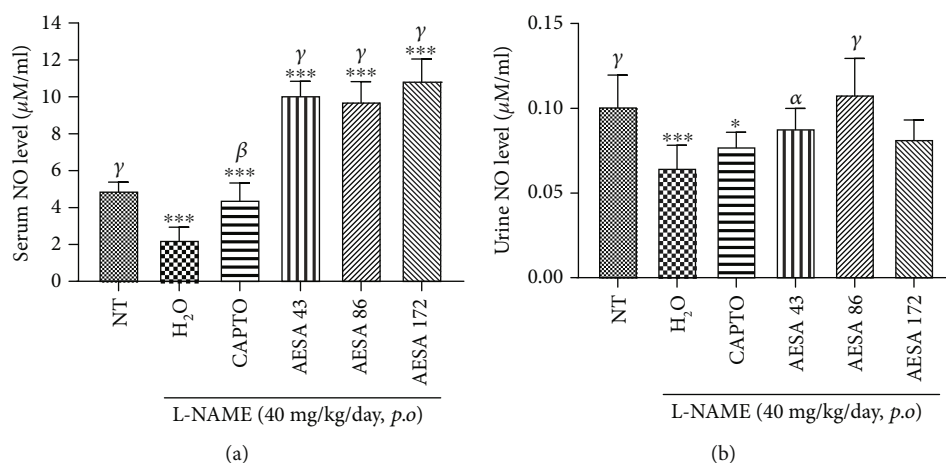 Serum NO level (μM/ml)
14
12
10
8
6
4
2
0
γ
***
β
***
γ
***
γ
***
γ
***
NT
H₂O
CAPTO
AESA 43
AESA 86
AESA 172
L-NAME (40 mg/kg/day, p.o)
(a)
Urine NO level (μM/ml)
0.15
0.10
0.05
0.00
γ
***
*
α
γ
NT
H₂O
CAPTO
AESA 43
AESA 86
AESA 172
L-NAME (40 mg/kg/day, p.o)
(b)